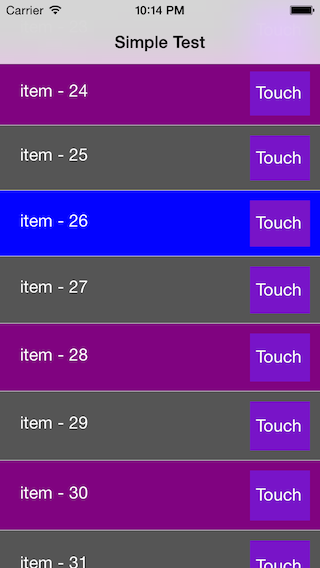 Carrier 10:14 PM
Simple Test
item - 24 Touch
item - 25 Touch
item - 26 Touch
item - 27 Touch
item - 28 Touch
item - 29 Touch
item - 30 Touch
item - 31 Touch